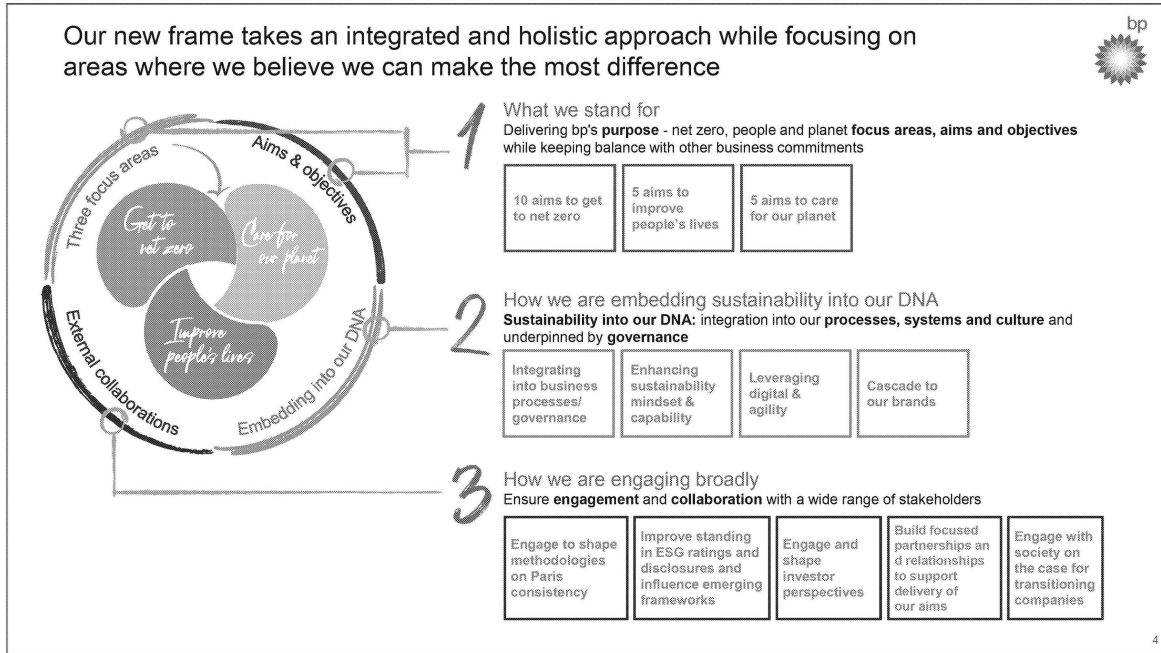 Our new frame takes an integrated and holistic approach while focusing on
areas where we believe we can make the most difference
bp
Three focus areas
Aims & objectives
Get to
net zero
Care for
our planet
Improve
people's lives
External collaborations
Embedding into our DNA
1
What we stand for
Delivering bp's purpose - net zero, people and planet focus areas, aims and objectives
while keeping balance with other business commitments
10 aims to get
to net zero
5 aims to
improve
people's lives
5 aims to care
for our planet
2
How we are embedding sustainability into our DNA
Sustainability into our DNA: integration into our processes, systems and culture and
underpinned by governance
Integrating
into business
processes/
governance
Enhancing
sustainability
mindset &
capability
Leveraging
digital &
agility
Cascade to
our brands
3
How we are engaging broadly
Ensure engagement and collaboration with a wide range of stakeholders
Engage to shape
methodologies
on Paris
consistency
Improve standing
in ESG ratings and
disclosures and
influence emerging
frameworks
Engage and
shape
investor
perspectives
Build focused
partnerships an
d relationships
to support
delivery of
our aims
Engage with
society on
the case for
transitioning
companies
4